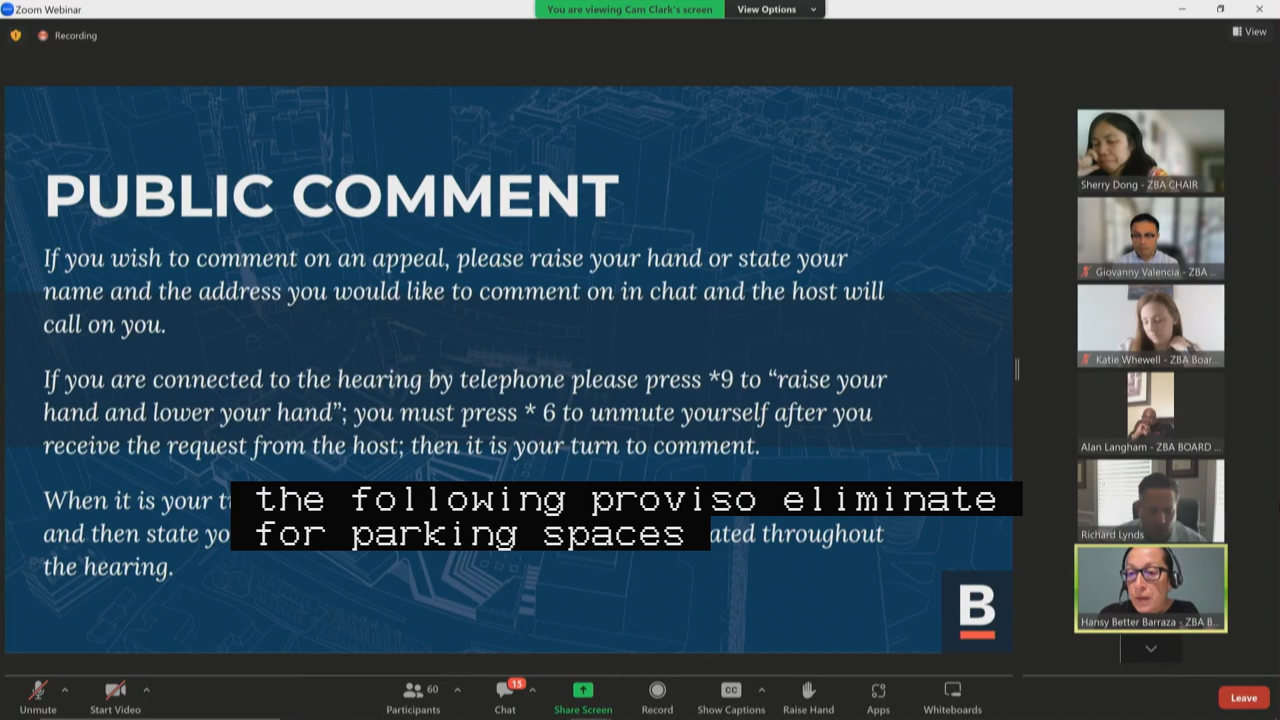 Zoom Webinar
You are viewing Cam Clark's screen
View Options
Recording
View
PUBLIC COMMENT
If you wish to comment on an appeal, please raise your hand or state your
name and the address you would like to comment on in chat and the host will
call on you.
If you are connected to the hearing by telephone please press *9 to “raise your
hand and lower your hand”; you must press * 6 to unmute yourself after you
receive the request from the host; then it is your turn to comment.
When it is your t
and then state yo
ated throughout
the hearing.
the following proviso eliminate
for parking spaces
B
Sherry Dong - ZBA CHAIR
Giovanny Valencia - ZBA ...
Katie Whewell - ZBA Boar...
Alan Langham - ZBA BOARD ...
Richard Lynds
Hansy Better Barraza - ZBA B...
Unmute
Start Video
60
Participants
15
Chat
Share Screen
Record
CC
Show Captions
Raise Hand
Apps
Whiteboards
Leave